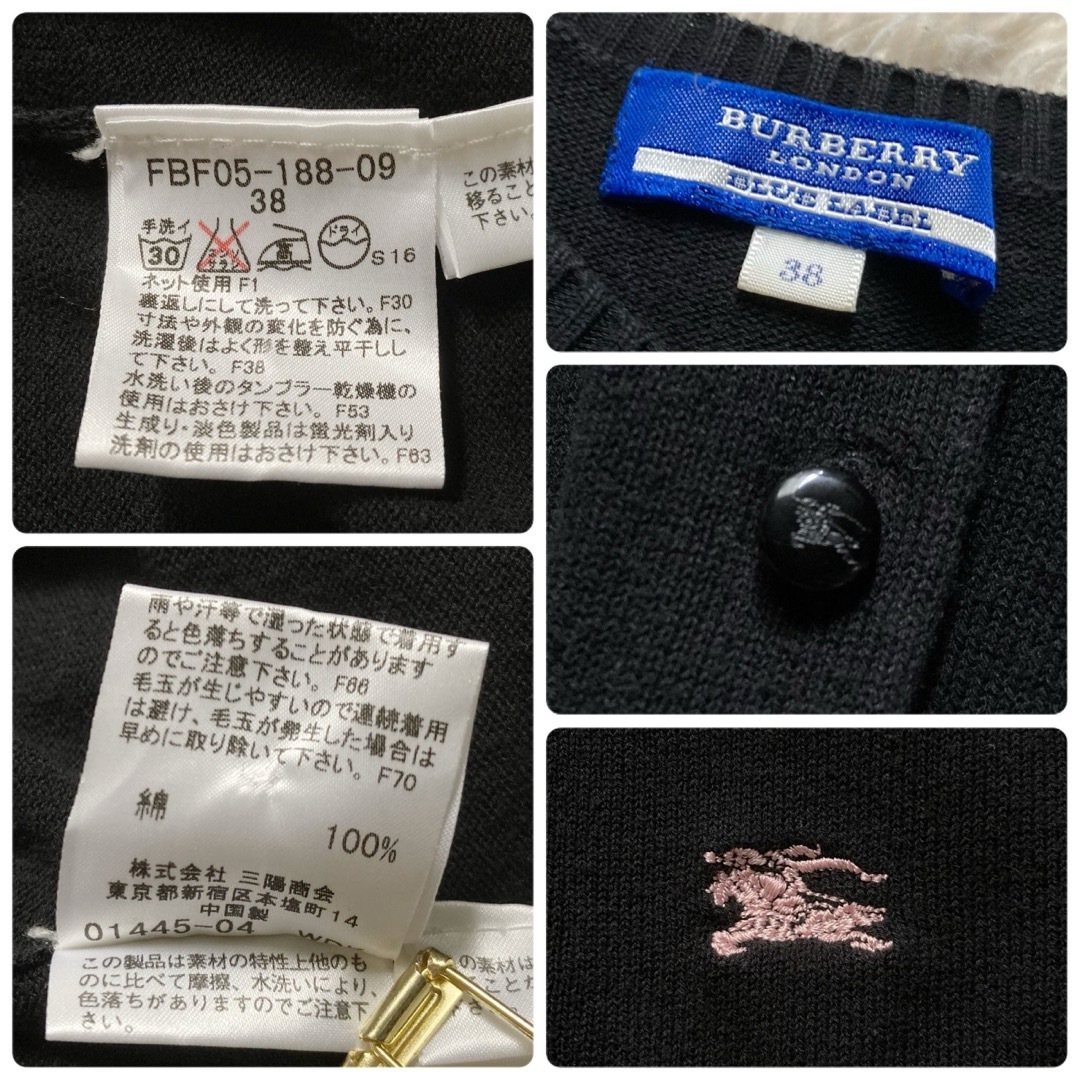 FBF05-188-09
38
手洗イ
30
エンソ
サラシ
高
ドライ
S16
ネット使用 F1
裏返しにして洗って下さい。F30
寸法や外観の変化を防ぐ為に、
洗濯後はよく形を整え平干しし
て下さい。F38
水洗い後のタンブラー乾燥機の
使用はおさけ下さい。F53
生成り・淡色製品は蛍光剤入り
洗剤の使用はおさけ下さい。F63
この素材
移ること
下さい。
BURBERRY
LONDON
BLUE LABEL
38
雨や汗等で湿った状態で着用す
ると色落ちすることがあります
のでご注意下さい。F66
毛玉が生じやすいので連続着用
は避け、毛玉が発生した場合は
早めに取り除いて下さい。F70
綿
100%
株式会社 三陽商会
東京都新宿区本塩町14
中国製
01445-04
この製品は素材の特性上他のも
のに比べて摩擦、水洗いにより、
色落ちがありますのでご注意下
さい。
この素材は